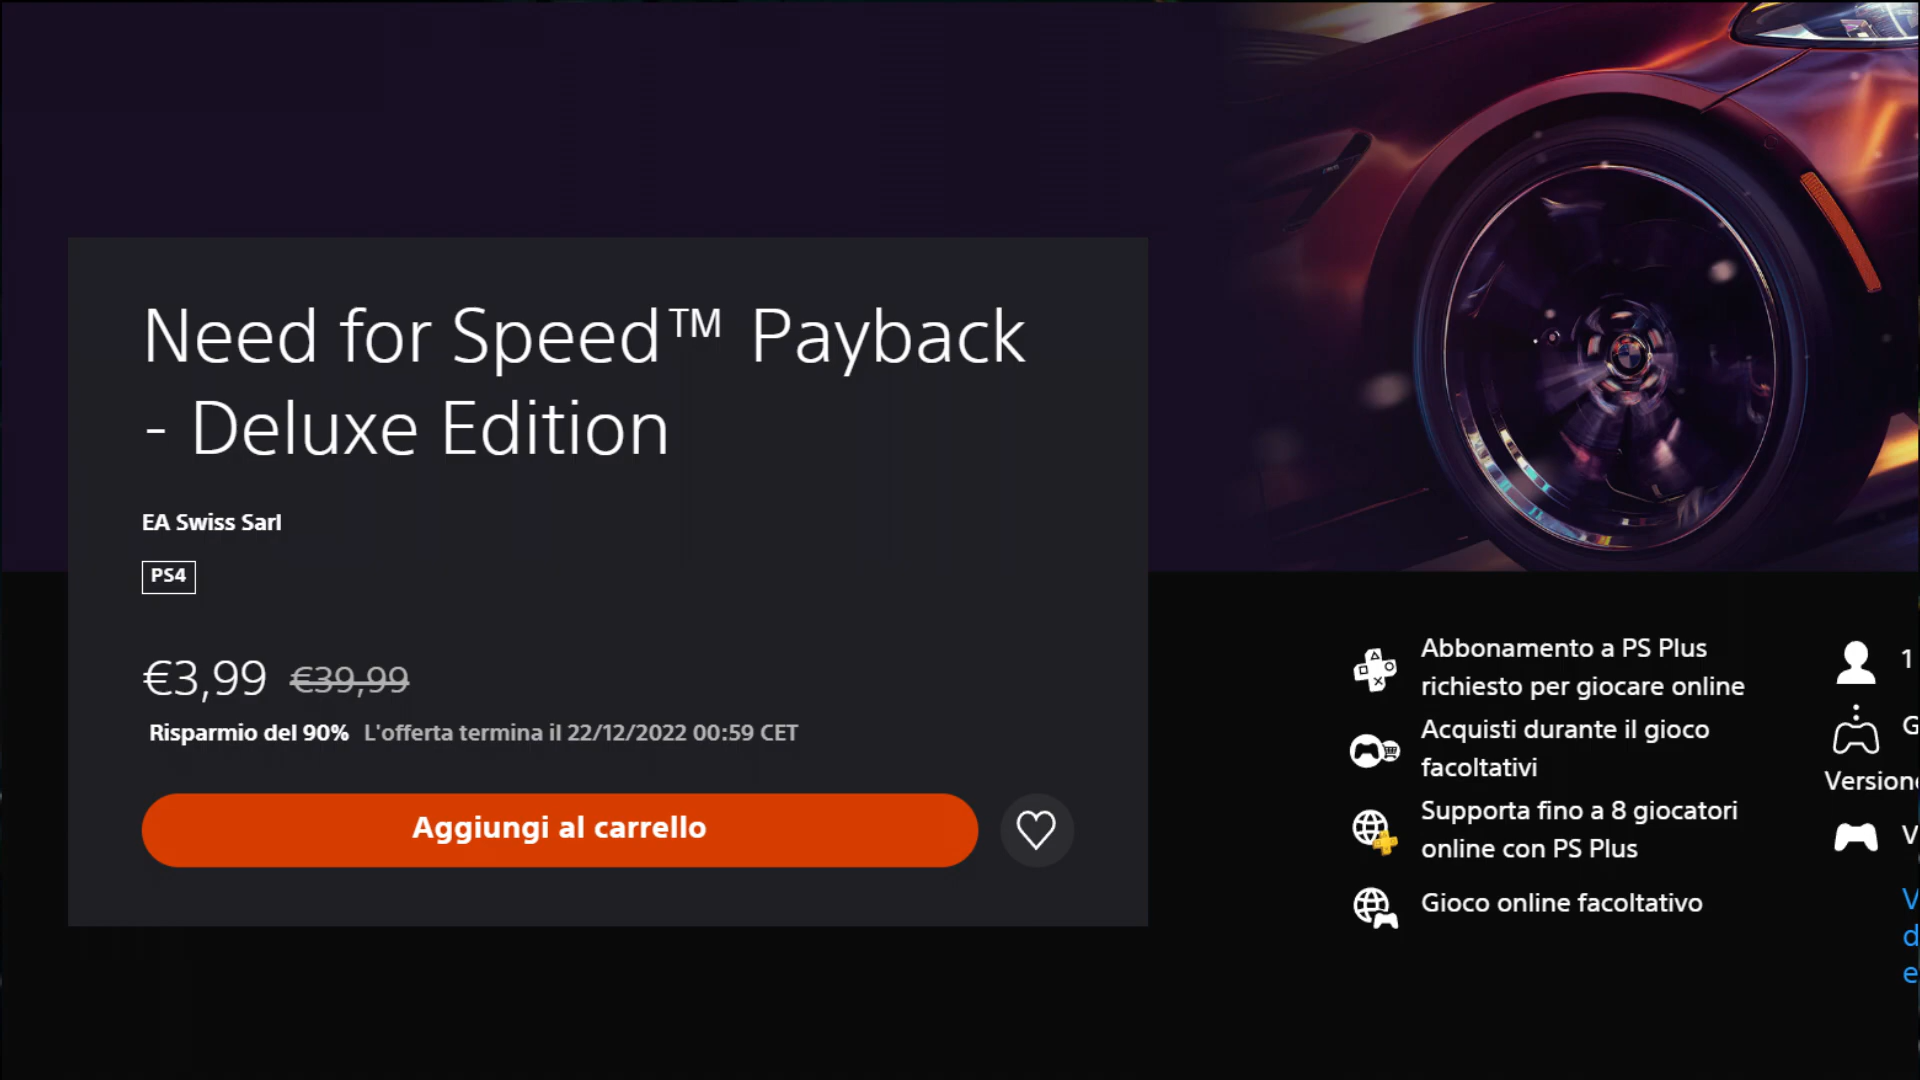 Need for Speed™ Payback
- Deluxe Edition
EA Swiss Sarl
PS4
€3,99 €39,99
Risparmio del 90% L'offerta termina il 22/12/2022 00:59 CET
Aggiungi al carrello
Abbonamento a PS Plus
richiesto per giocare online
Acquisti durante il gioco
facoltativi
Supporta fino a 8 giocatori
online con PS Plus
Gioco online facoltativo
1
G
Version
V
V
d
e